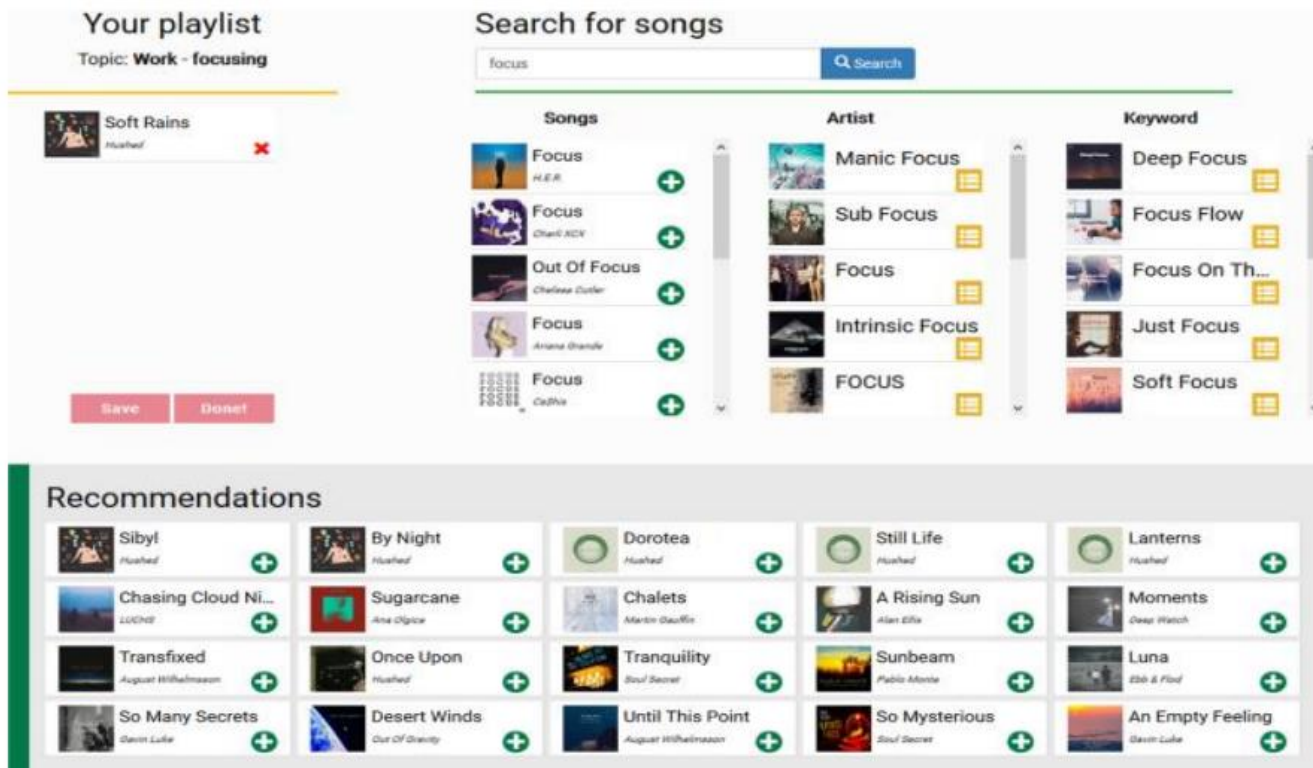 Your playlist
Topic: Work - focusing
Soft Rains
Hushed
Save
Done!
Search for songs
focus
Search
Songs
Focus
H.E.R.
Focus
Charli XCX
Out Of Focus
Chelsea Cutler
Focus
Ariana Grande
Focus
Ca$his
Artist
Manic Focus
Sub Focus
Focus
Intrinsic Focus
FOCUS
Keyword
Deep Focus
Focus Flow
Focus On Th...
Just Focus
Soft Focus
Recommendations
Sibyl
Hushed
By Night
Hushed
Dorotea
Hushed
Still Life
Hushed
Lanterns
Hushed
Chasing Cloud Ni...
LUCHS
Sugarcane
Ana Olgica
Chalets
Martin Gauffin
A Rising Sun
Alan Ellis
Moments
Deep Watch
Transfixed
August Wilhelmsson
Once Upon
Hushed
Tranquility
Soul Secret
Sunbeam
Pablo Monte
Luna
Ebb & Flod
So Many Secrets
Gavin Luke
Desert Winds
Out Of Gravity
Until This Point
August Wilhelmsson
So Mysterious
Soul Secret
An Empty Feeling
Gavin Luke